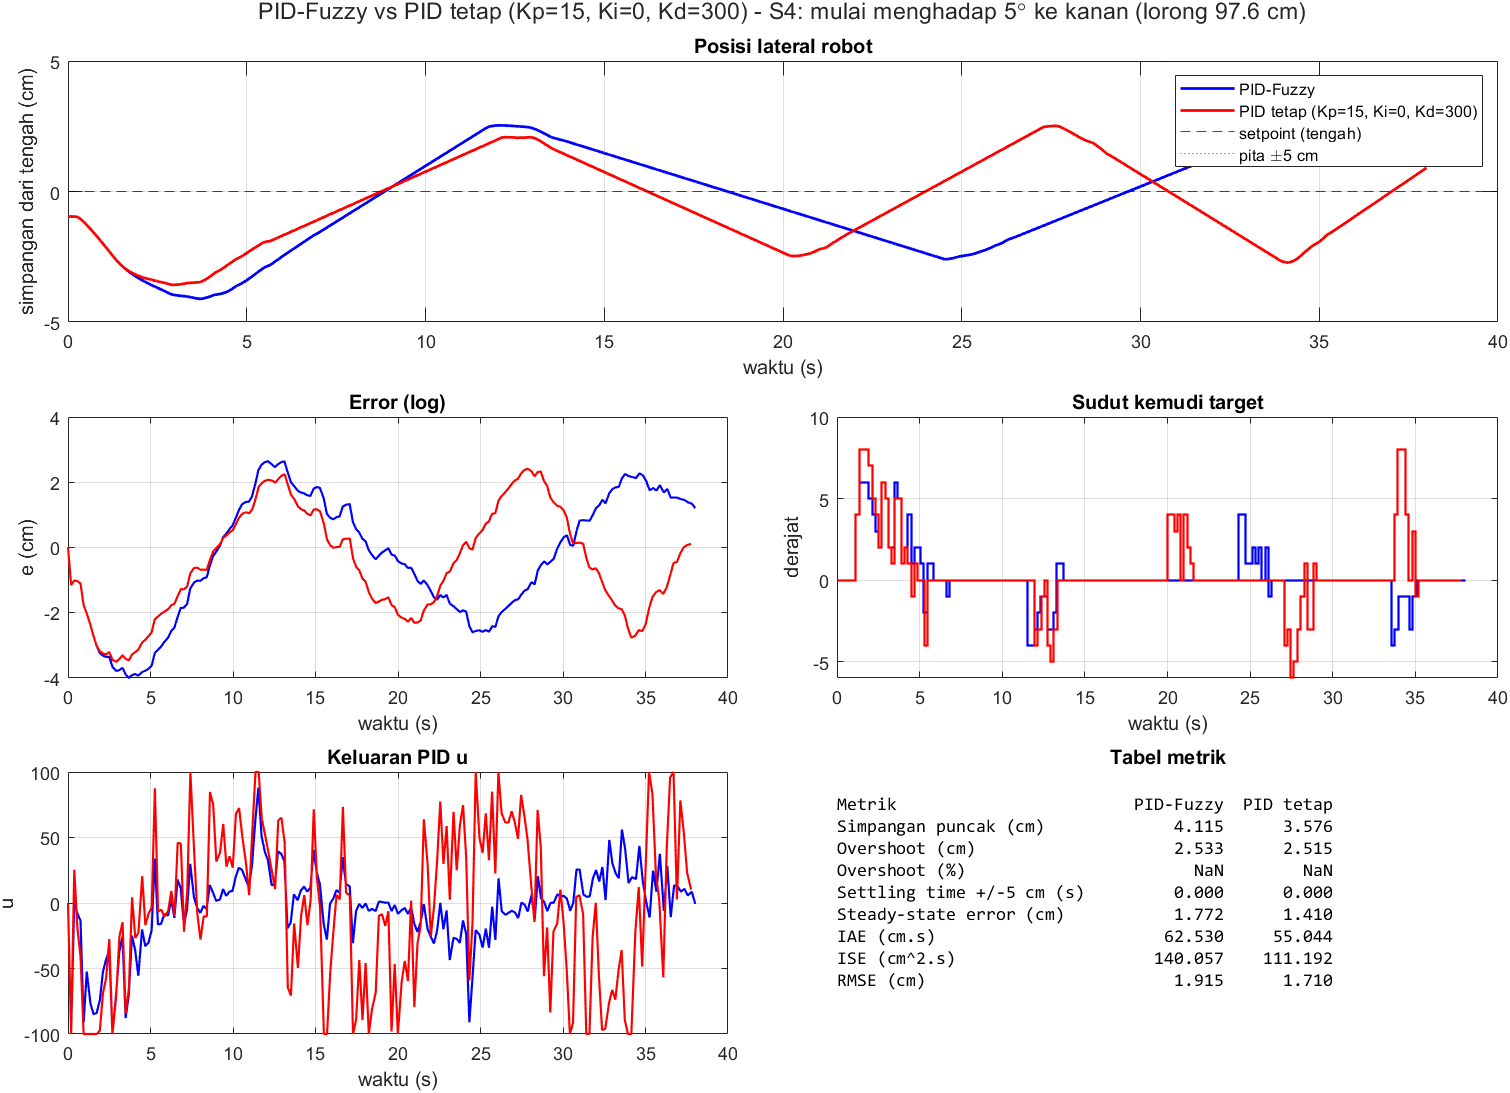 PID-Fuzzy vs PID tetap (Kp=15, Ki=0, Kd=300) - S4: mulai menghadap 5° ke kanan (lorong 97.6 cm)
Posisi lateral robot
simpangan dari tengah (cm)
5
0
-5
PID-Fuzzy
PID tetap (Kp=15, Ki=0, Kd=300)
setpoint (tengah)
pita ±5 cm
0 5 10 15 20 25 30 35 40
waktu (s)
Error (log)
e (cm)
4
2
0
-2
-4
0 5 10 15 20 25 30 35 40
waktu (s)
Sudut kemudi target
derajat
10
5
0
-5
0 5 10 15 20 25 30 35 40
waktu (s)
Keluaran PID u
u
100
50
0
-50
-100
0 5 10 15 20 25 30 35 40
waktu (s)
Tabel metrik
Metrik PID-Fuzzy PID tetap
Simpangan puncak (cm) 4.115 3.576
Overshoot (cm) 2.533 2.515
Overshoot (%) NaN NaN
Settling time +/-5 cm (s) 0.000 0.000
Steady-state error (cm) 1.772 1.410
IAE (cm.s) 62.530 55.044
ISE (cm^2.s) 140.057 111.192
RMSE (cm) 1.915 1.710